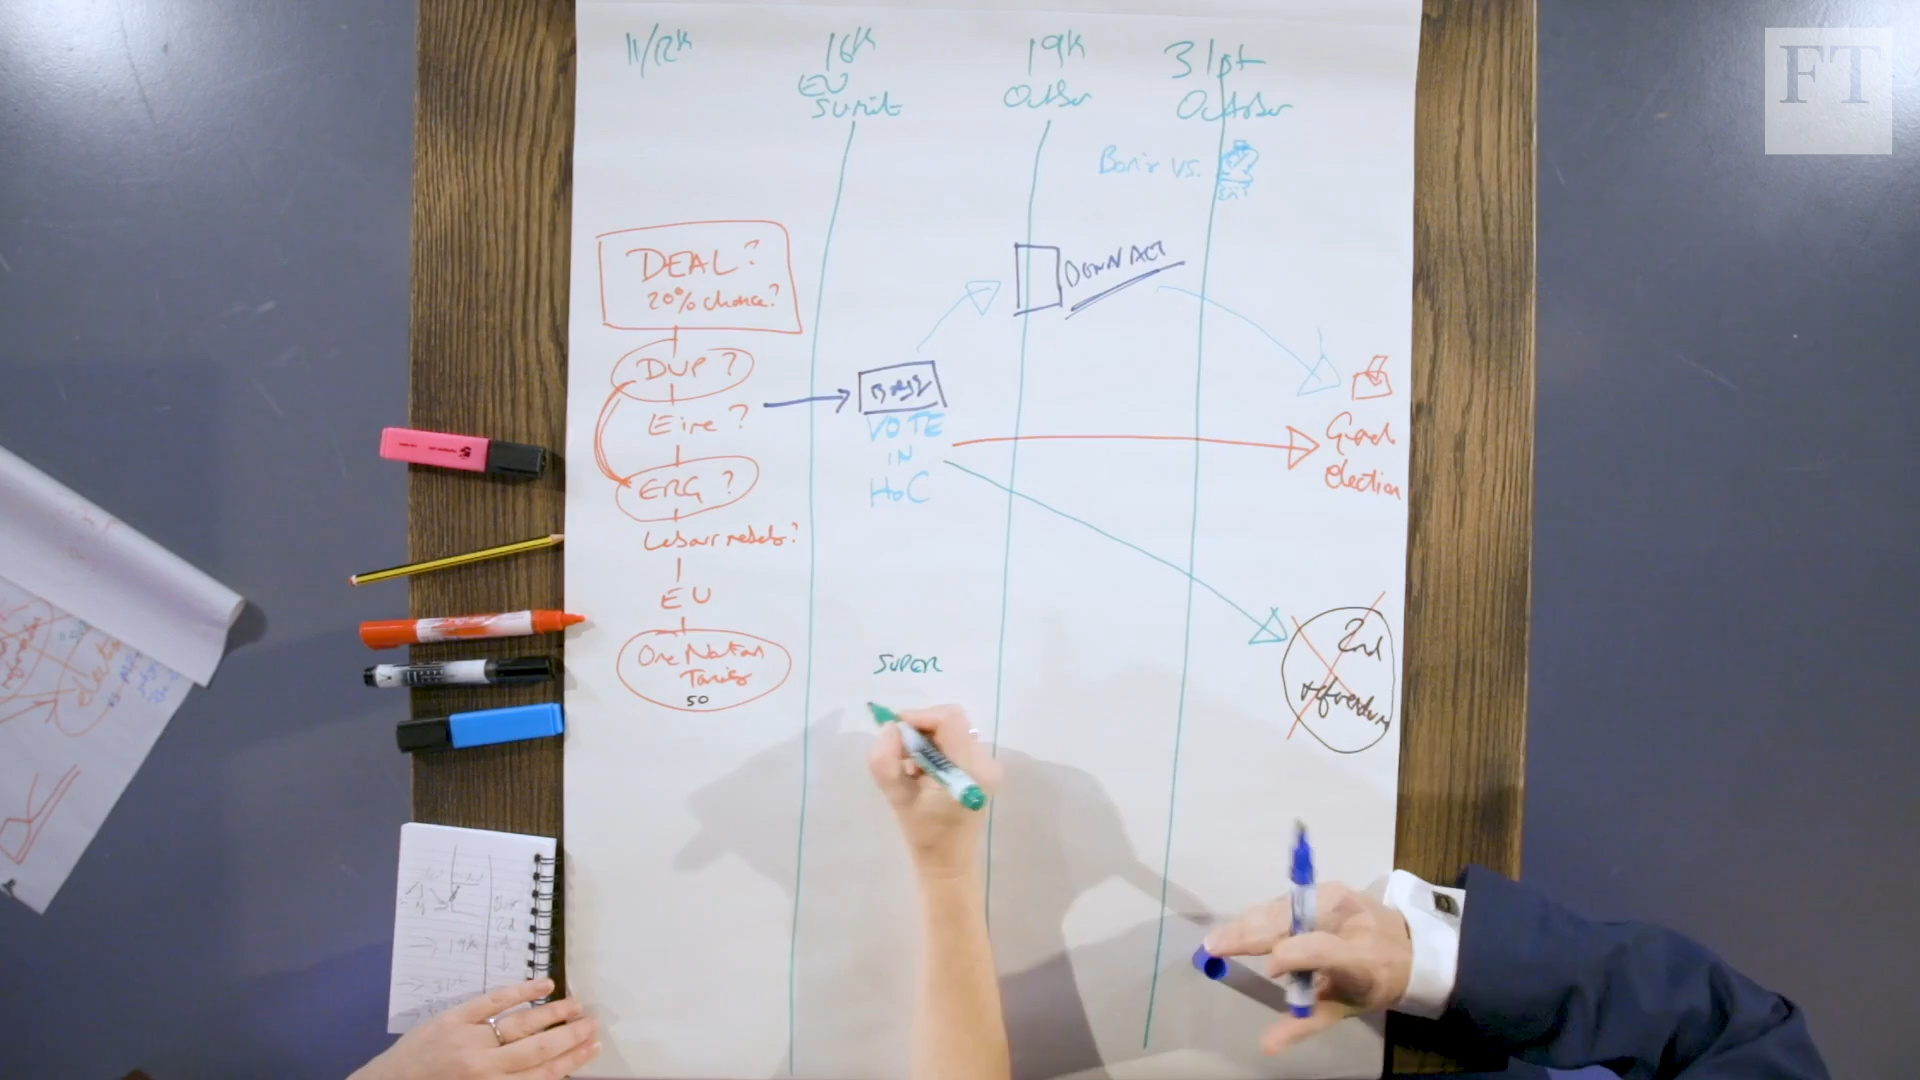 11/12th
16th
EU
Summit
19th
October
31st
October
Boris vs.
FT
DEAL?
20% chance?
DUP?
Eire?
ERG?
Labour rebels?
EU
One Nation
Tories
50
VOTE
IN
HoC
BENN ACT
General
election
2nd
referendum
SUPER